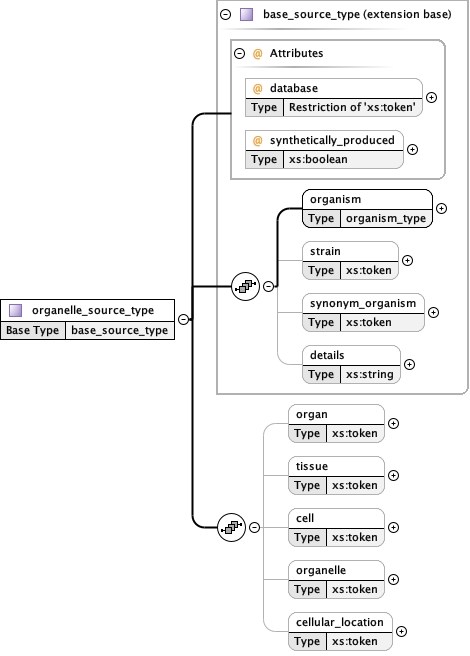 base_source_type (extension base)
@ Attributes
@ database
Type Restriction of 'xs:token'
@ synthetically_produced
Type xs:boolean
organism
Type organism_type
strain
Type xs:token
synonym_organism
Type xs:token
details
Type xs:string
organelle_source_type
Base Type base_source_type
organ
Type xs:token
tissue
Type xs:token
cell
Type xs:token
organelle
Type xs:token
cellular_location
Type xs:token